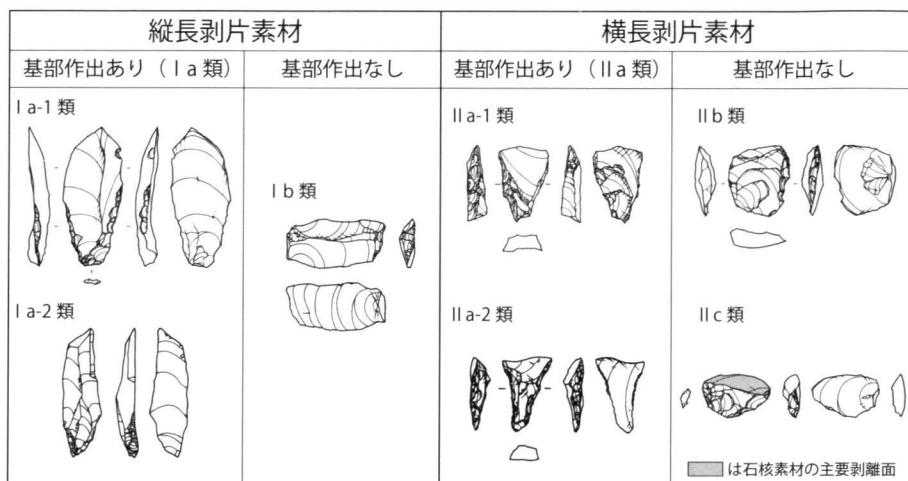 縦長剥片素材
横長剥片素材
基部作出あり（Ⅰa類）
基部作出なし
基部作出あり（Ⅱa類）
基部作出なし
Ⅰa-1類
Ⅰb類
Ⅰa-2類
Ⅱa-1類
Ⅱb類
Ⅱa-2類
Ⅱc類
は石核素材の主要剥離面